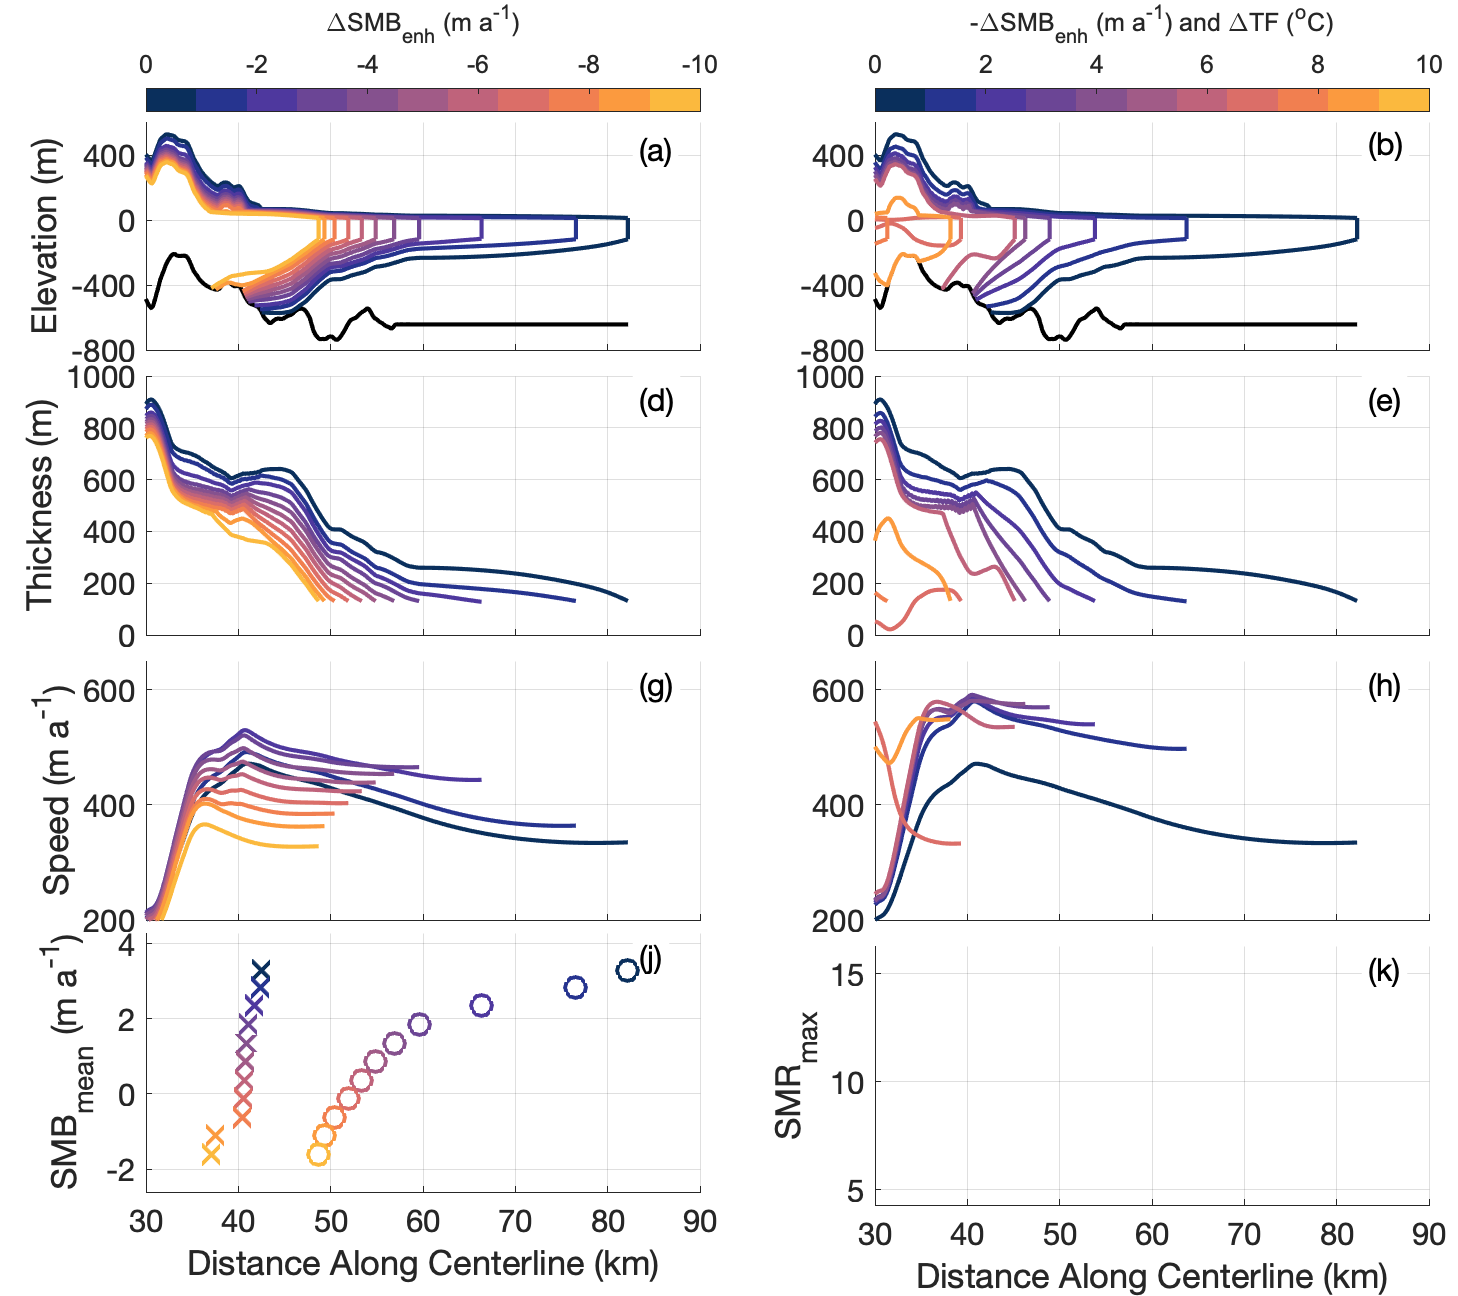 ΔSMB_enh (m a⁻¹)
0 -2 -4 -6 -8 -10
-ΔSMB_enh (m a⁻¹) and ΔTF (°C)
0 2 4 6 8 10
Elevation (m)
400
0
-400
-800
(a)
400
0
-400
-800
(b)
Thickness (m)
1000
800
600
400
200
0
(d)
1000
800
600
400
200
0
(e)
Speed (m a⁻¹)
600
400
200
(g)
600
400
200
(h)
SMB_mean (m a⁻¹)
4
2
0
-2
(j)
30 40 50 60 70 80 90
Distance Along Centerline (km)
SMR_max
15
10
5
(k)
30 40 50 60 70 80 90
Distance Along Centerline (km)